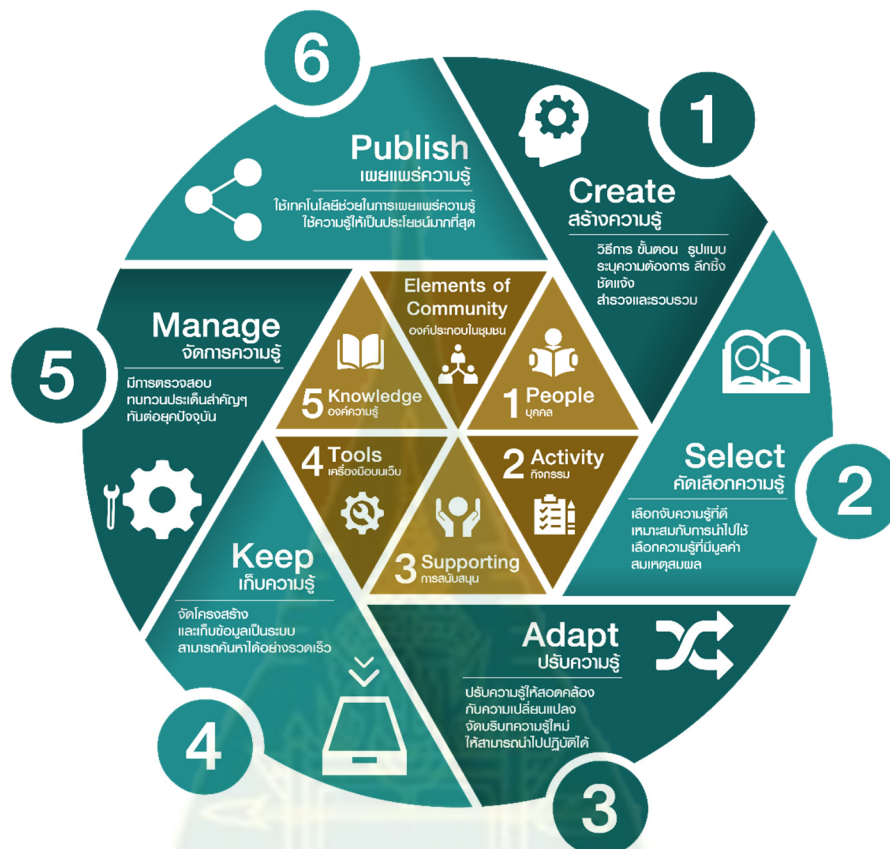 1
Create
สร้างความรู้
วิธีการ ขั้นตอน รูปแบบ
ระบุความต้องการ ลึกซึ้ง
ชัดแจ้ง
สำรวจและรวบรวม
2
Select
คัดเลือกความรู้
เลือกจับความรู้ที่ดี
เหมาะสมกับการนำไปใช้
เลือกความรู้ที่มีมูลค่า
สมเหตุสมผล
3
Adapt
ปรับความรู้
ปรับความรู้ให้สอดคล้อง
กับความเปลี่ยนแปลง
จัดบริบทความรู้ใหม่
ให้สามารถนำไปปฏิบัติได้
4
Keep
เก็บความรู้
จัดโครงสร้าง
และเก็บข้อมูลเป็นระบบ
สามารถค้นหาได้อย่างรวดเร็ว
5
Manage
จัดการความรู้
มีการตรวจสอบ
ทบทวนประเด็นสำคัญๆ
ทันต่อยุคปัจจุบัน
6
Publish
เผยแพร่ความรู้
ใช้เทคโนโลยีช่วยในการเผยแพร่ความรู้
ใช้ความรู้ให้เป็นประโยชน์มากที่สุด
Elements of
Community
องค์ประกอบในชุมชน
1 People
บุคคล
2 Activity
กิจกรรม
3 Supporting
การสนับสนุน
4 Tools
เครื่องมือบนเว็บ
5 Knowledge
องค์ความรู้